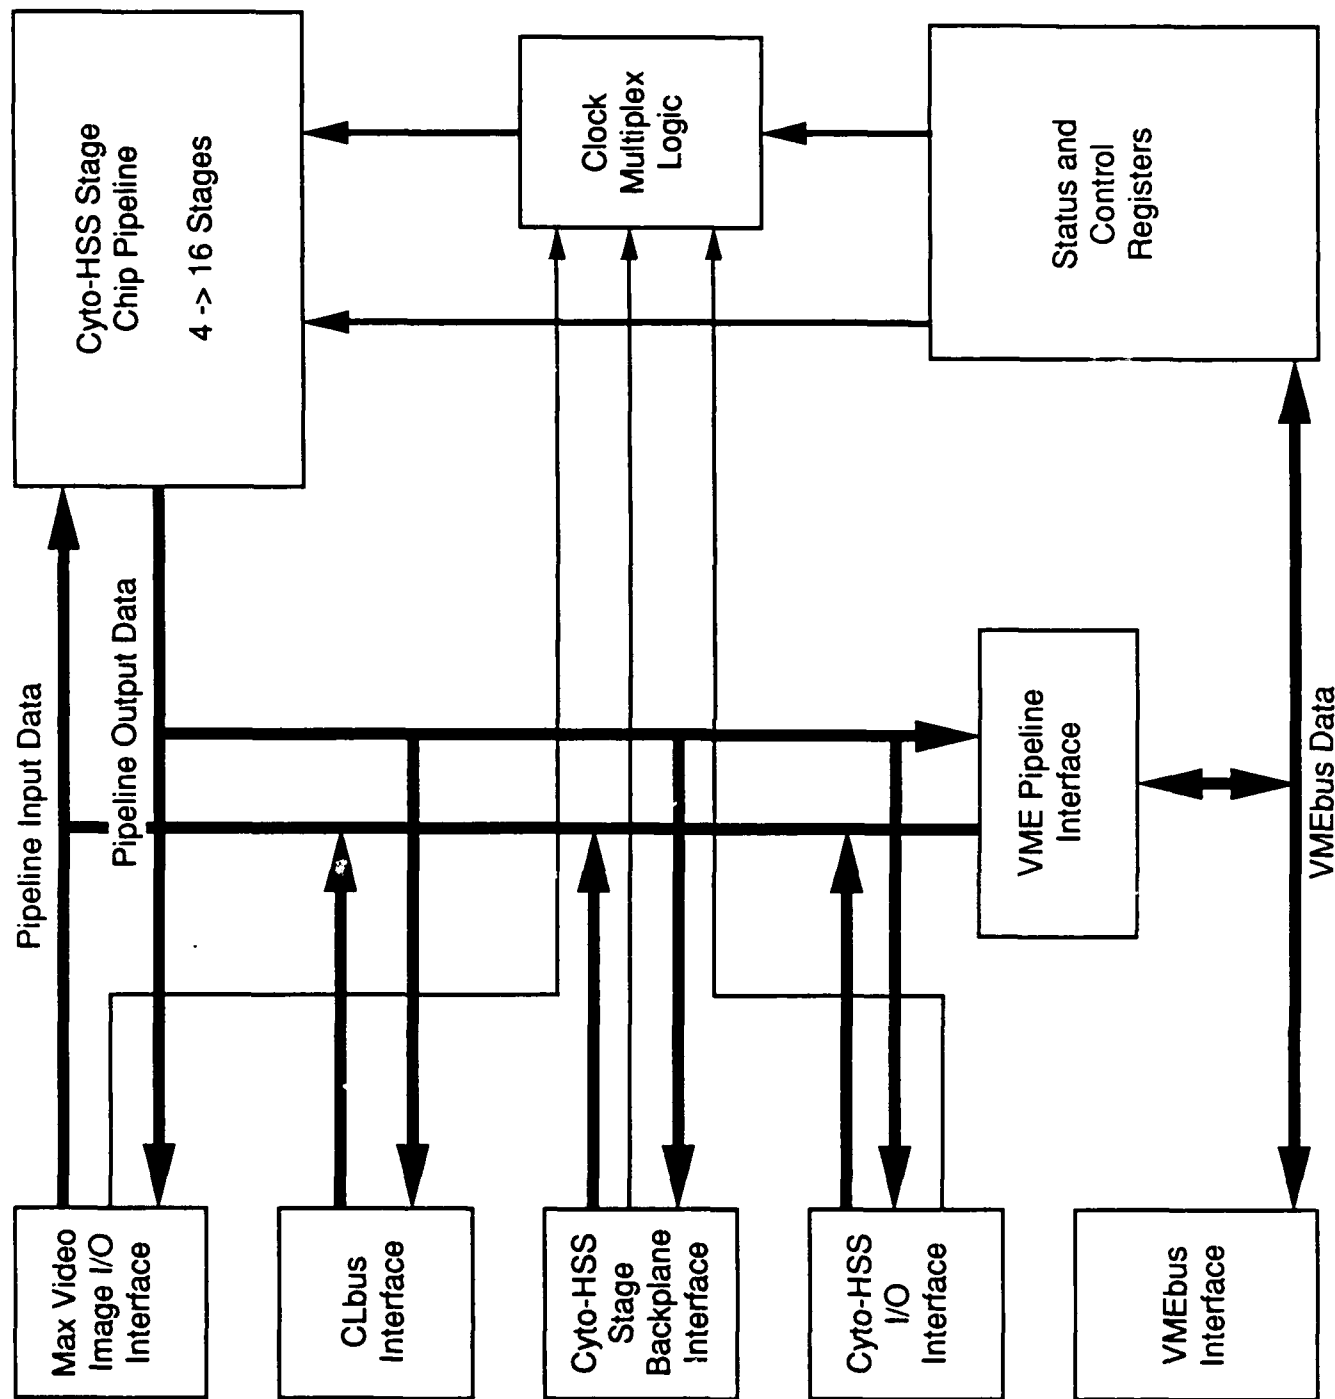 Max Video
Image I/O
Interface
CLbus
Interface
Cyto-HSS
Stage
Backplane
Interface
Cyto-HSS
I/O
Interface
VMEbus
Interface
Pipeline Input Data
Pipeline Output Data
VME Pipeline
Interface
VMEbus Data
Cyto-HSS Stage
Chip Pipeline
4 -> 16 Stages
Clock
Multiplex
Logic
Status and
Control
Registers